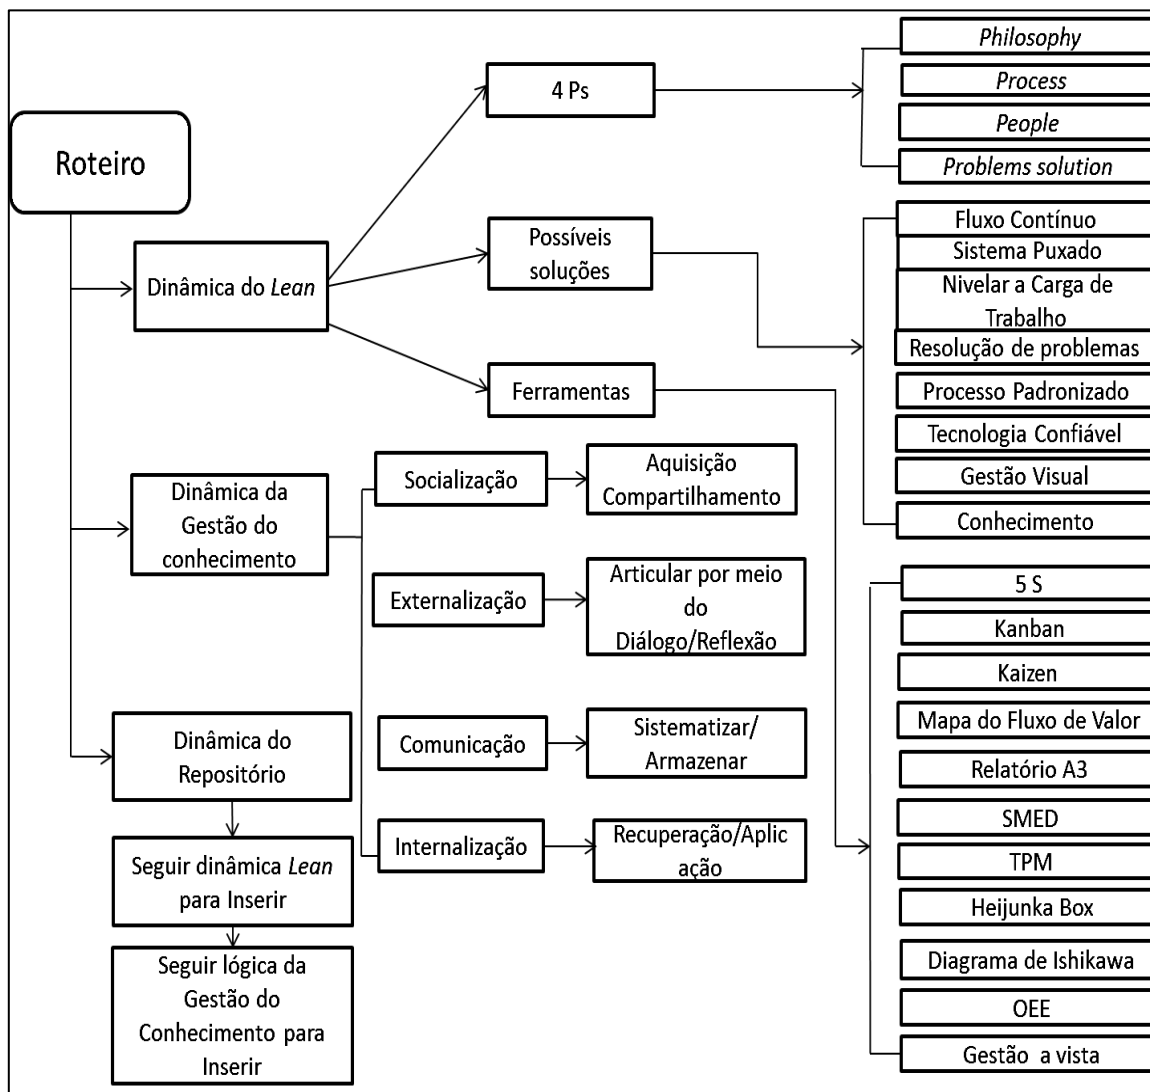 Roteiro
Dinâmica do Lean
4 Ps
Philosophy
Process
People
Problems solution
Possíveis
soluções
Fluxo Contínuo
Sistema Puxado
Nivelar a Carga de
Trabalho
Resolução de problemas
Processo Padronizado
Tecnologia Confiável
Gestão Visual
Conhecimento
Ferramentas
5 S
Kanban
Kaizen
Mapa do Fluxo de Valor
Relatório A3
SMED
TPM
Heijunka Box
Diagrama de Ishikawa
OEE
Gestão a vista
Dinâmica da
Gestão do
conhecimento
Socialização
Aquisição
Compartilhamento
Externalização
Articular por meio
do
Diálogo/Reflexão
Comunicação
Sistematizar/
Armazenar
Internalização
Recuperação/Aplic
ação
Dinâmica do
Repositório
Seguir dinâmica Lean
para Inserir
Seguir lógica da
Gestão do
Conhecimento para
Inserir